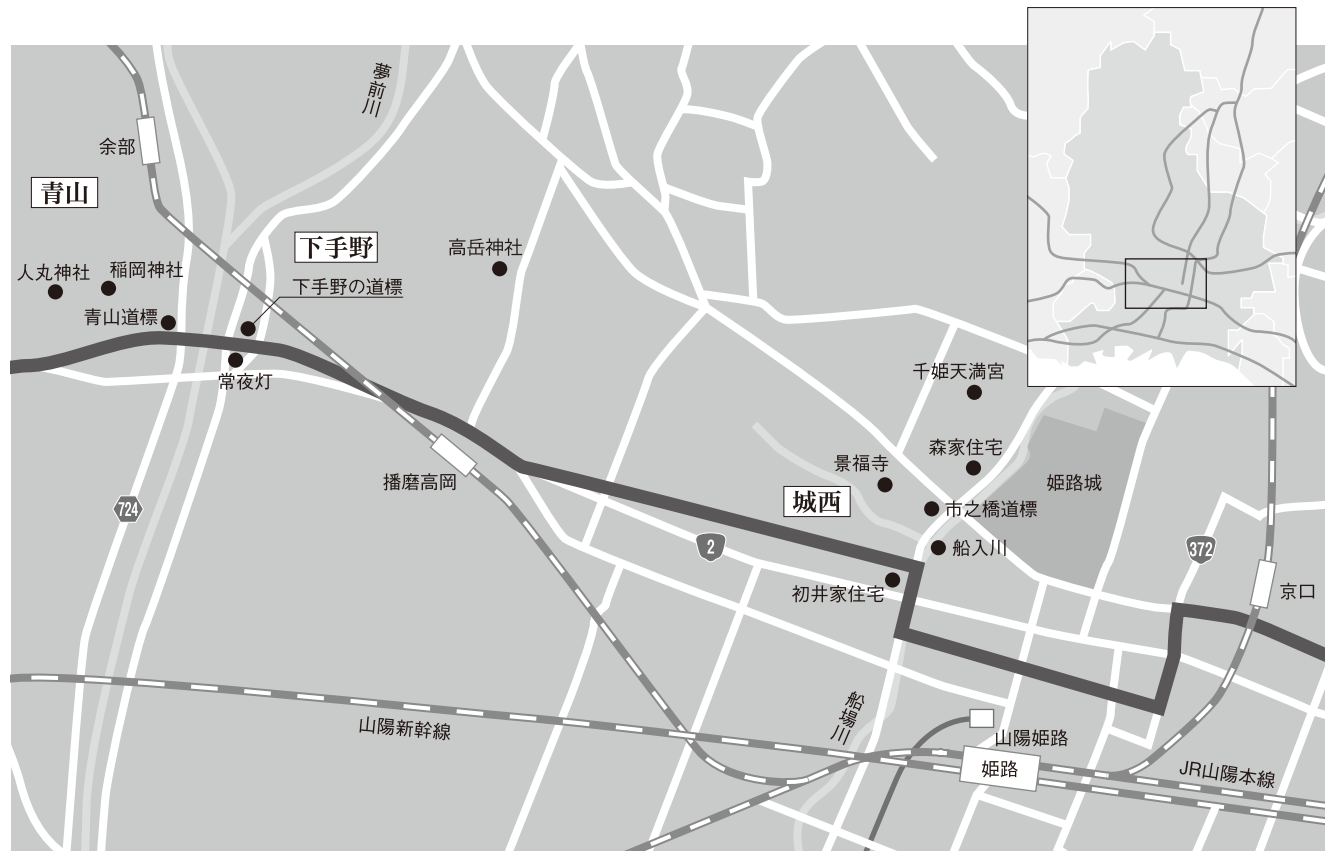 夢前川
余部
青山
下手野
高岳神社
人丸神社
稲岡神社
下手野の道標
青山道標
常夜灯
千姫天満宮
森家住宅
景福寺
播磨高岡
姫路城
城西
市之橋道標
724
2
船入川
372
初井家住宅
京口
山陽新幹線
船場川
山陽姫路
姫路
JR山陽本線